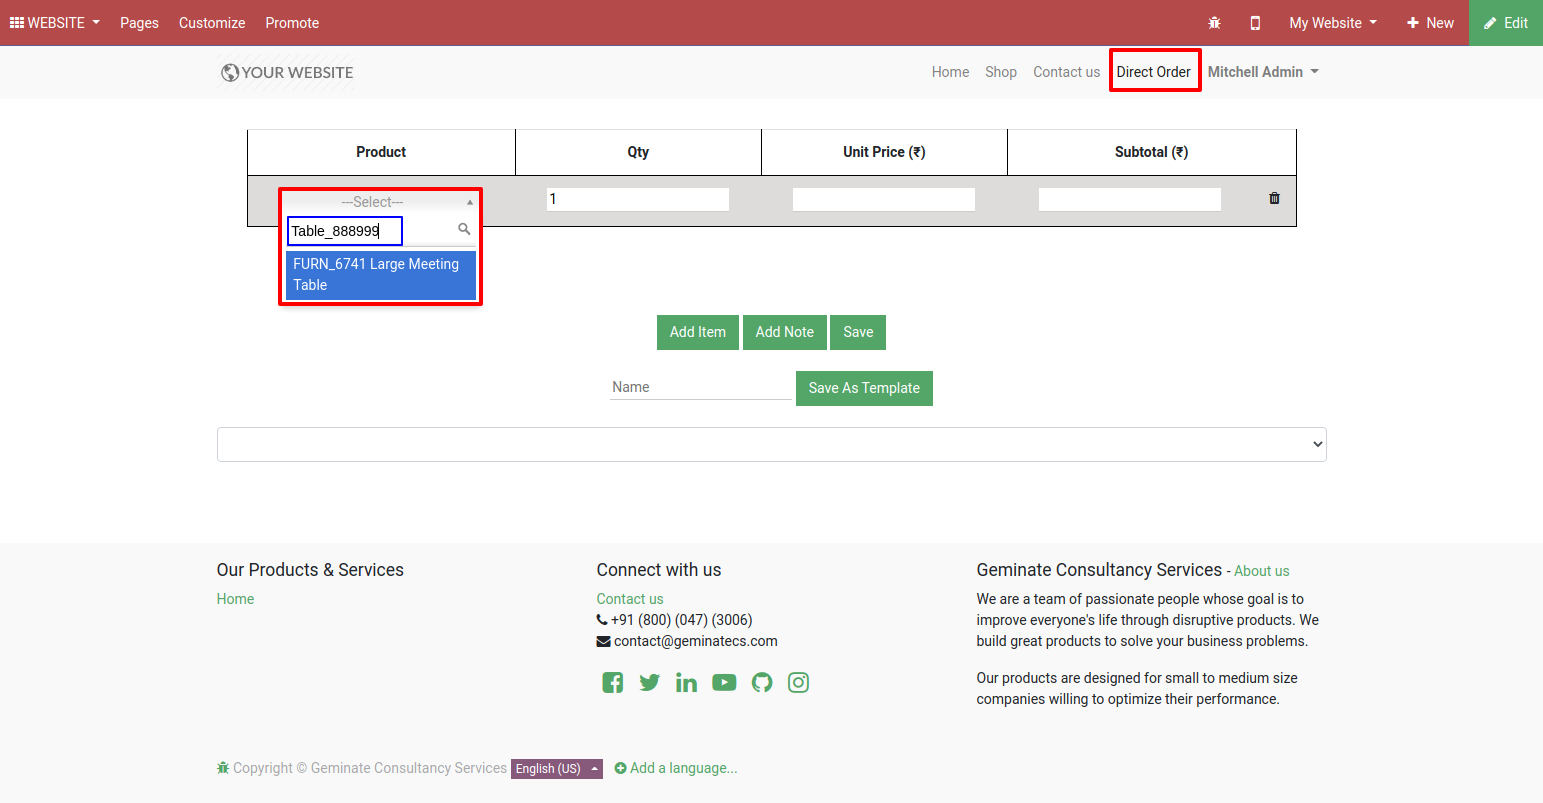 WEBSITE Pages Customize Promote My Website New Edit
YOUR WEBSITE Home Shop Contact us Direct Order Mitchell Admin
Product Qty Unit Price (₹) Subtotal (₹)
---Select--- 1
Table_888999
FURN_6741 Large Meeting
Table
Add Item Add Note Save
Name Save As Template
Our Products & Services
Home
Connect with us
Contact us
+91 (800) (047) (3006)
contact@geminatecs.com
Geminate Consultancy Services - About us
We are a team of passionate people whose goal is to
improve everyone's life through disruptive products. We
build great products to solve your business problems.
Our products are designed for small to medium size
companies willing to optimize their performance.
Copyright © Geminate Consultancy Services English (US) Add a language...